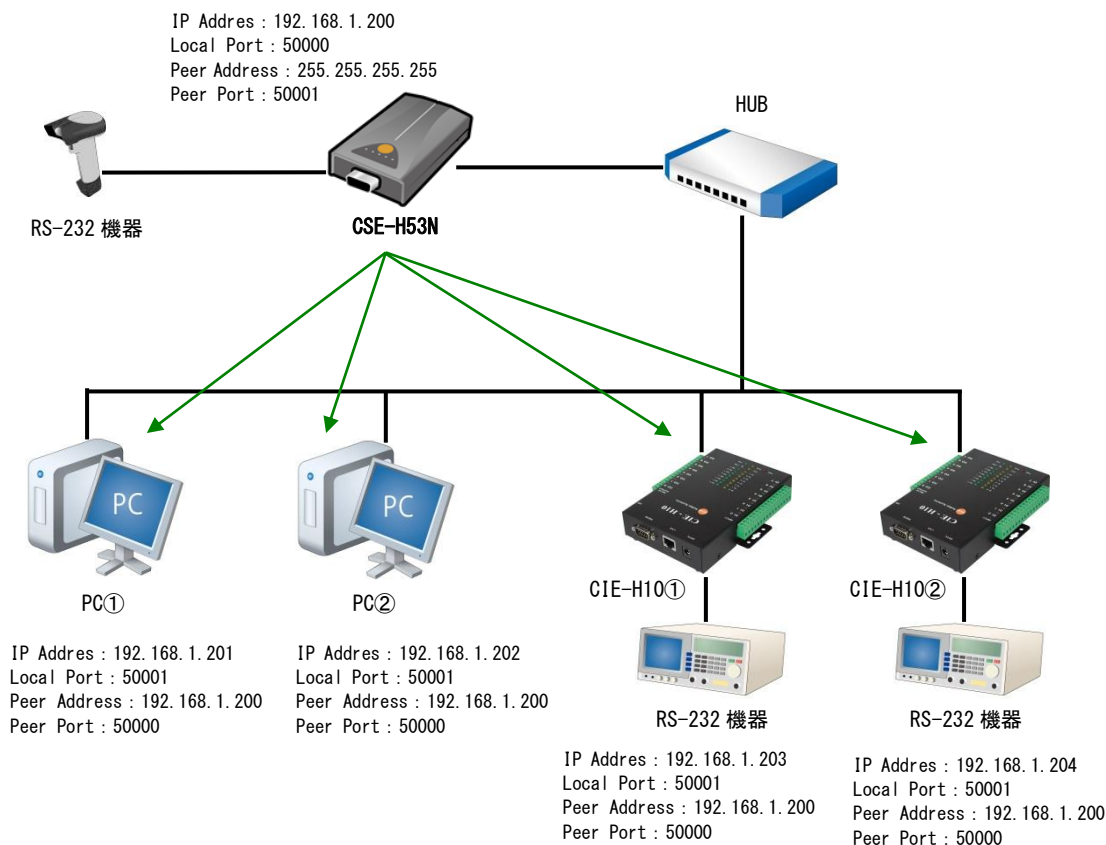 IP Addres：192.168.1.200
Local Port：50000
Peer Address：255.255.255.255
Peer Port：50001
HUB
RS-232 機器
CSE-H53N
PC
PC
CIE-H10
CIE-H10
PC①
PC②
CIE-H10①
CIE-H10②
IP Addres：192.168.1.201
Local Port：50001
Peer Address：192.168.1.200
Peer Port：50000
IP Addres：192.168.1.202
Local Port：50001
Peer Address：192.168.1.200
Peer Port：50000
RS-232 機器
RS-232 機器
IP Addres：192.168.1.203
Local Port：50001
Peer Address：192.168.1.200
Peer Port：50000
IP Addres：192.168.1.204
Local Port：50001
Peer Address：192.168.1.200
Peer Port：50000